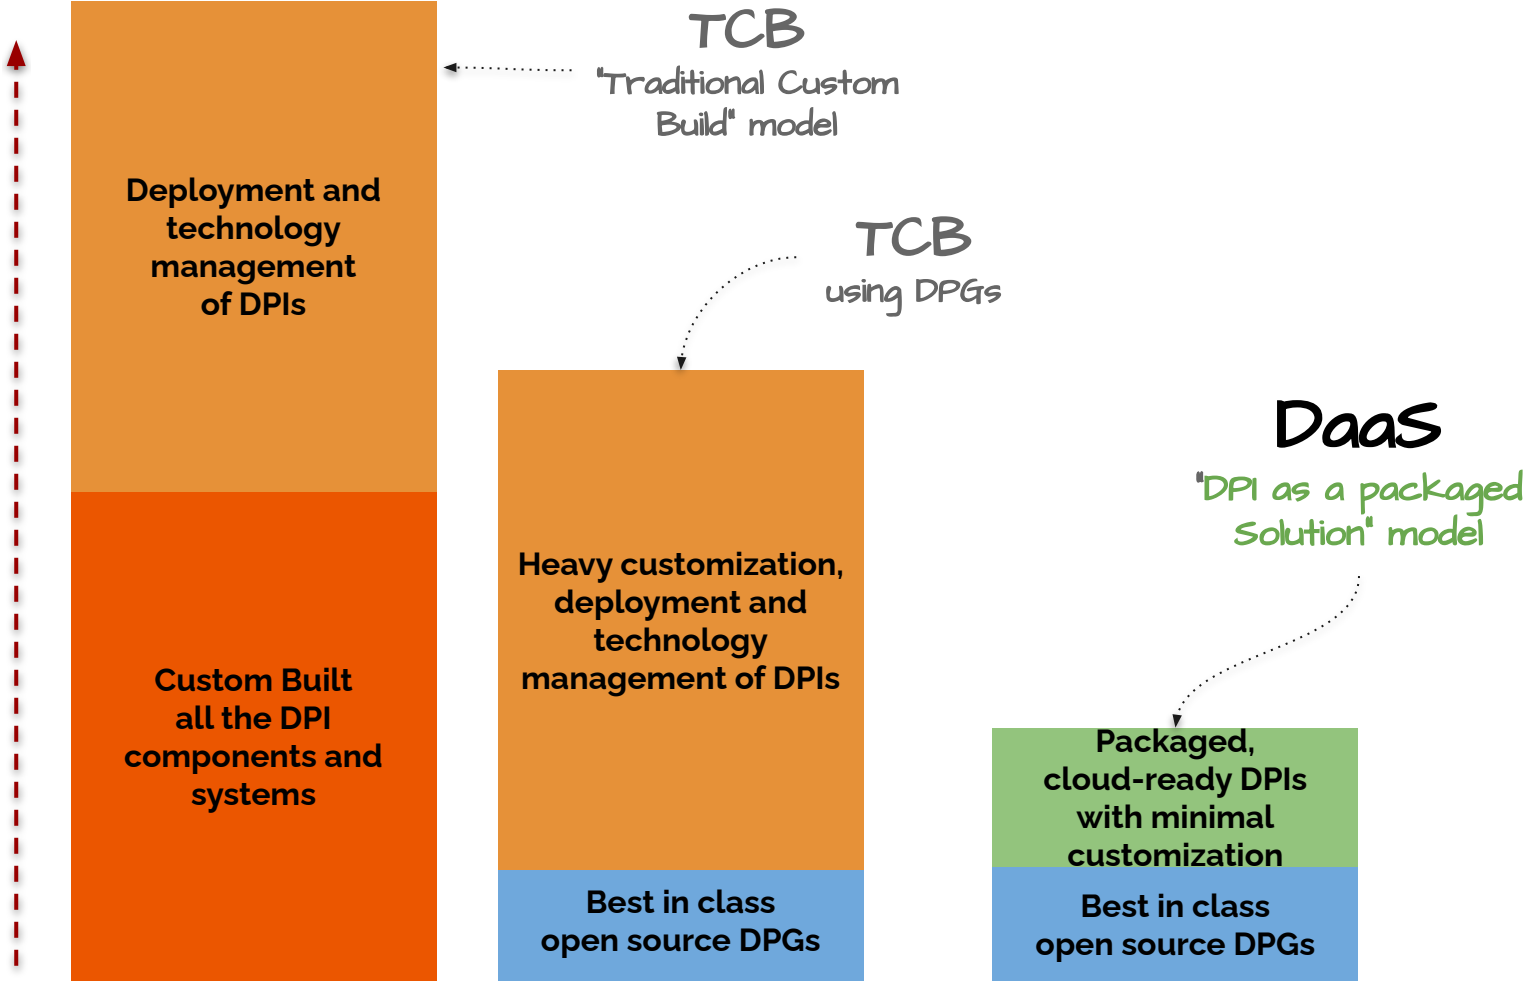 TCB
"Traditional Custom
Build" model
Deployment and
technology
management
of DPIs
Custom Built
all the DPI
components and
systems
TCB
using DPGs
Heavy customization,
deployment and
technology
management of DPIs
Best in class
open source DPGs
DaaS
"DPI as a packaged
Solution" model
Packaged,
cloud-ready DPIs
with minimal
customization
Best in class
open source DPGs